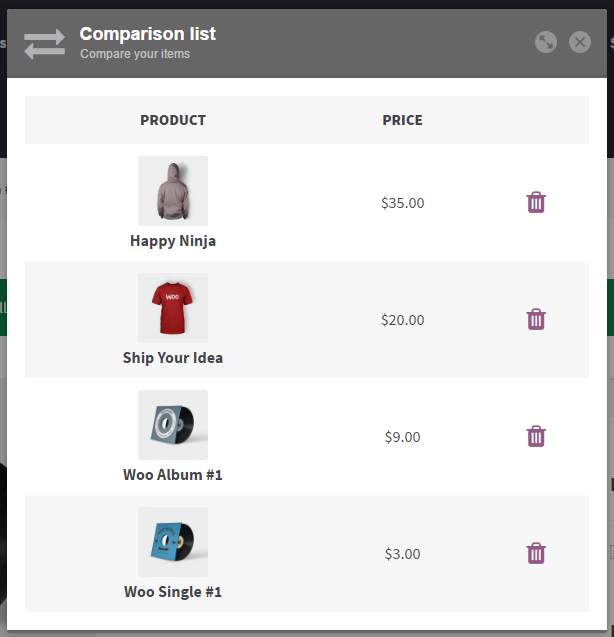 Comparison list
Compare your items
PRODUCT PRICE
WOO
Happy Ninja
$35.00
Ship Your Idea
$20.00
Woo Album #1
$9.00
Woo Single #1
$3.00